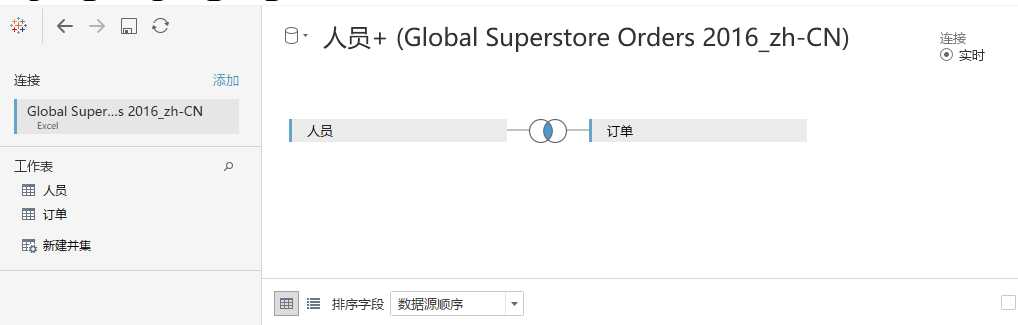 人员+ (Global Superstore Orders 2016_zh-CN)
连接
实时
连接
添加
Global Super...s 2016_zh-CN
Excel
工作表
人员
订单
新建并集
人员
订单
排序字段 数据源顺序